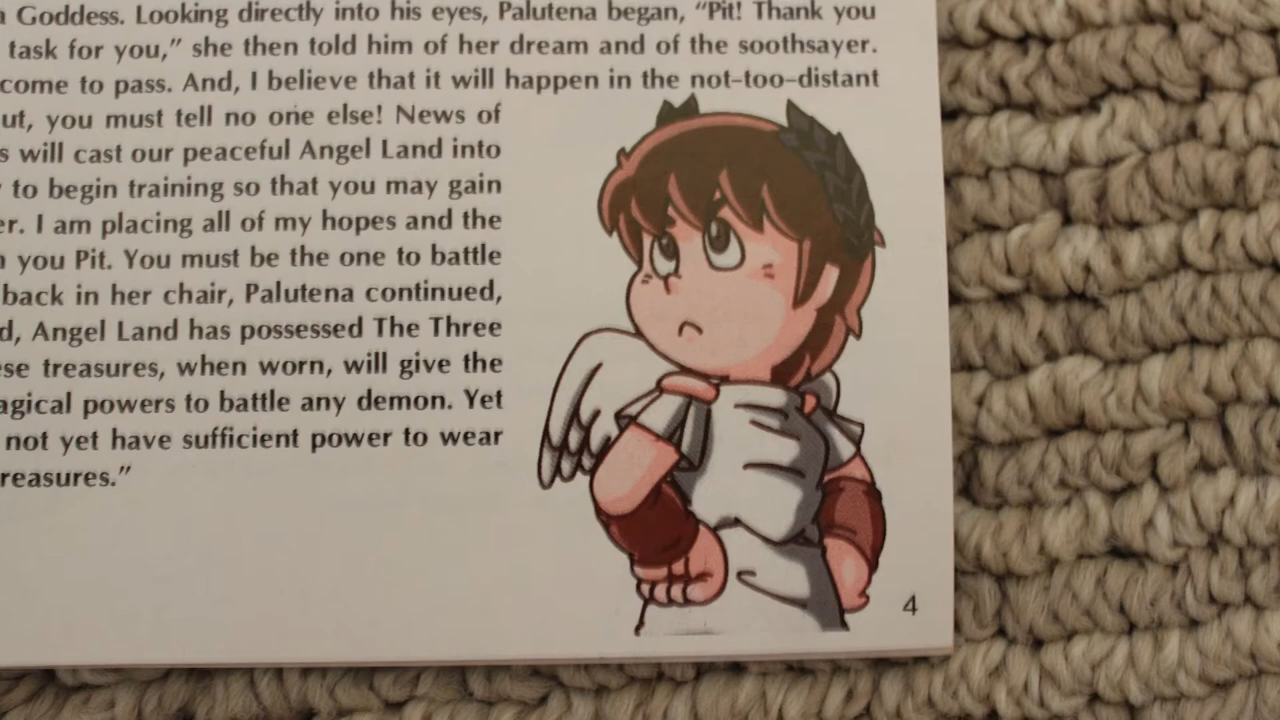 a Goddess. Looking directly into his eyes, Palutena began, “Pit! Thank you
task for you,” she then told him of her dream and of the soothsayer.
come to pass. And, I believe that it will happen in the not-too-distant
ut, you must tell no one else! News of
s will cast our peaceful Angel Land into
to begin training so that you may gain
er. I am placing all of my hopes and the
you Pit. You must be the one to battle
back in her chair, Palutena continued,
d, Angel Land has possessed The Three
ese treasures, when worn, will give the
agical powers to battle any demon. Yet
not yet have sufficient power to wear
reasures.”
4